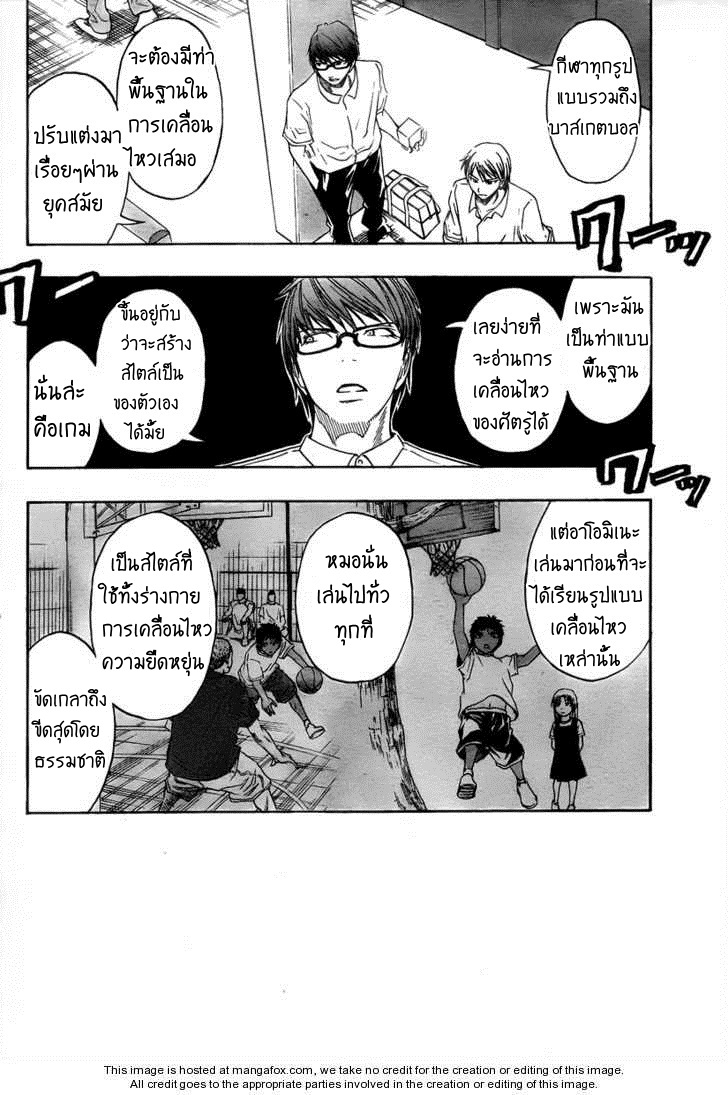 กีฬาทุกรูป
แบบรวมถึง
บาสเกตบอล
จะต้องมีท่า
พื้นฐานใน
การเคลื่อน
ไหวเสมอ
ปรับแต่งมา
เรื่อยๆผ่าน
ยุคสมัย
ワーッ
ワー
เพราะมัน
เป็นท่าแบบ
พื้นฐาน
เลยง่ายที่
จะอ่านการ
เคลื่อนไหว
ของศัตรูได้
ขึ้นอยู่กับ
ว่าจะสร้าง
สไตล์เป็น
ของตัวเอง
ได้มั้ย
นั่นล่ะ
คือเกม
ワーッ
แต่อาโอมิเนะ
เล่นมาก่อนที่จะ
ได้เรียนรูปแบบ
เคลื่อนไหว
เหล่านั้น
หมอนั่น
เล่นไปทั่ว
ทุกที่
เป็นสไตล์ที่
ใช้ทั้งร่างกาย
การเคลื่อนไหว
ความยืดหยุ่น
ขัดเกลาถึง
ขีดสุดโดย
ธรรมชาติ
This image is hosted at mangafox.com, we take no credit for the creation or editing of this image.
All credit goes to the appropriate parties involved in the creation or editing of this image.